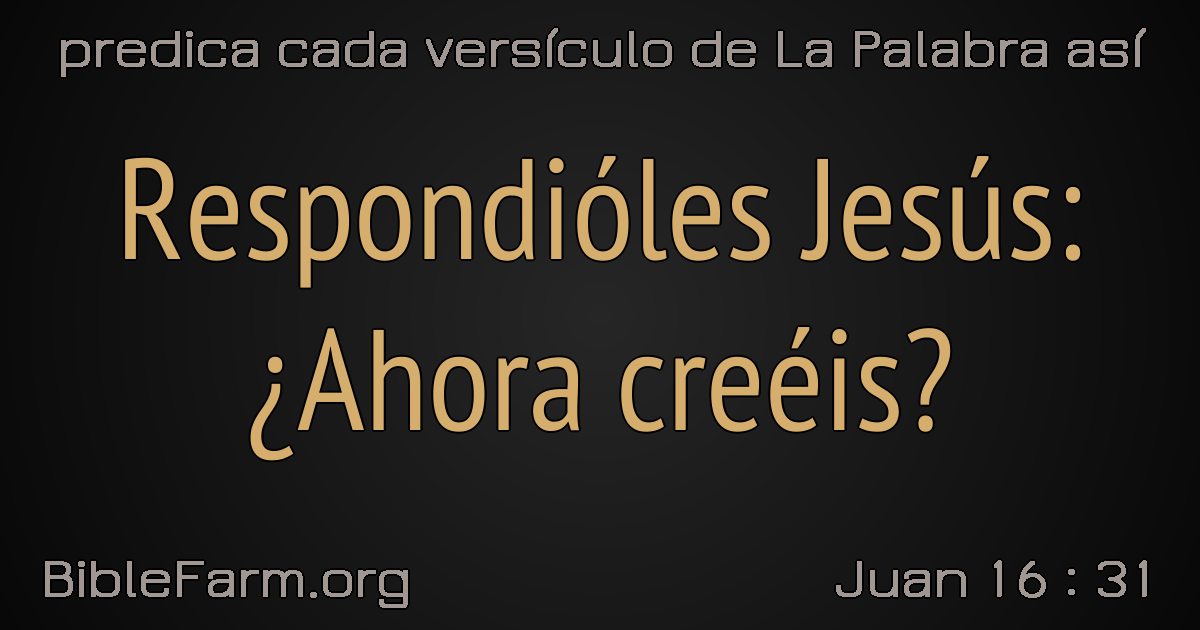 predica cada versículo de La Palabra así
Respondióles Jesús:
¿Ahora creéis?
BibleFarm.org
Juan 16 : 31